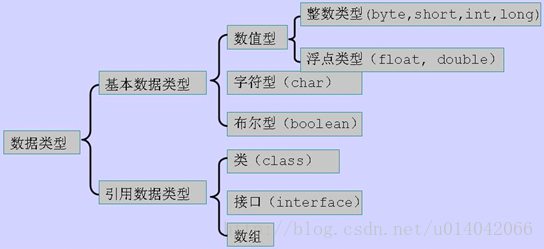 整数类型(byte,short,int,long)
数值型
浮点类型(float, double)
基本数据类型
字符型(char)
布尔型(boolean)
数据类型
类(class)
引用数据类型
接口(interface)
数组
http://blog.csdn.net/u014042066